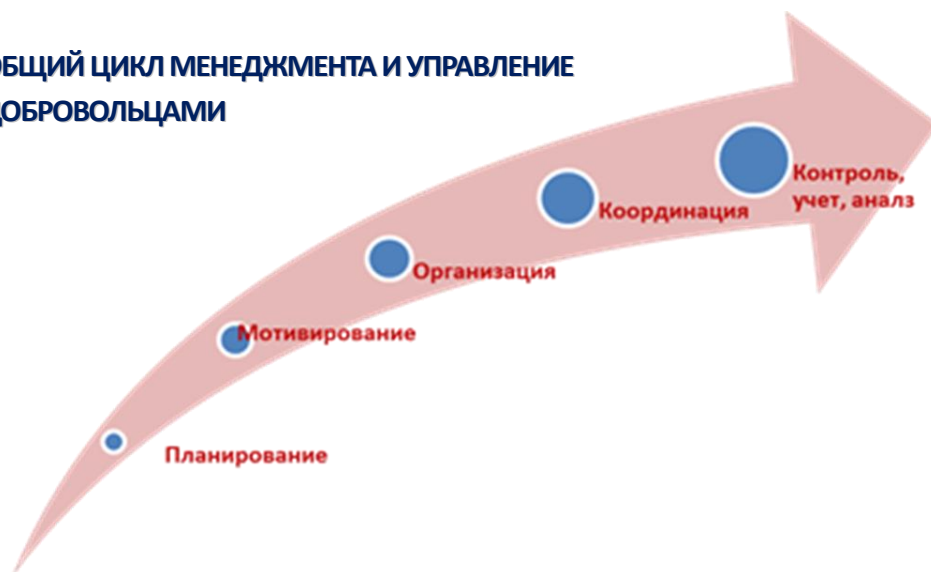 ОБЩИЙ ЦИКЛ МЕНЕДЖМЕНТА И УПРАВЛЕНИЕ
ДОБРОВОЛЬЦАМИ
Контроль,
учет, аналз
Координация
Организация
Мотивирование
Планирование